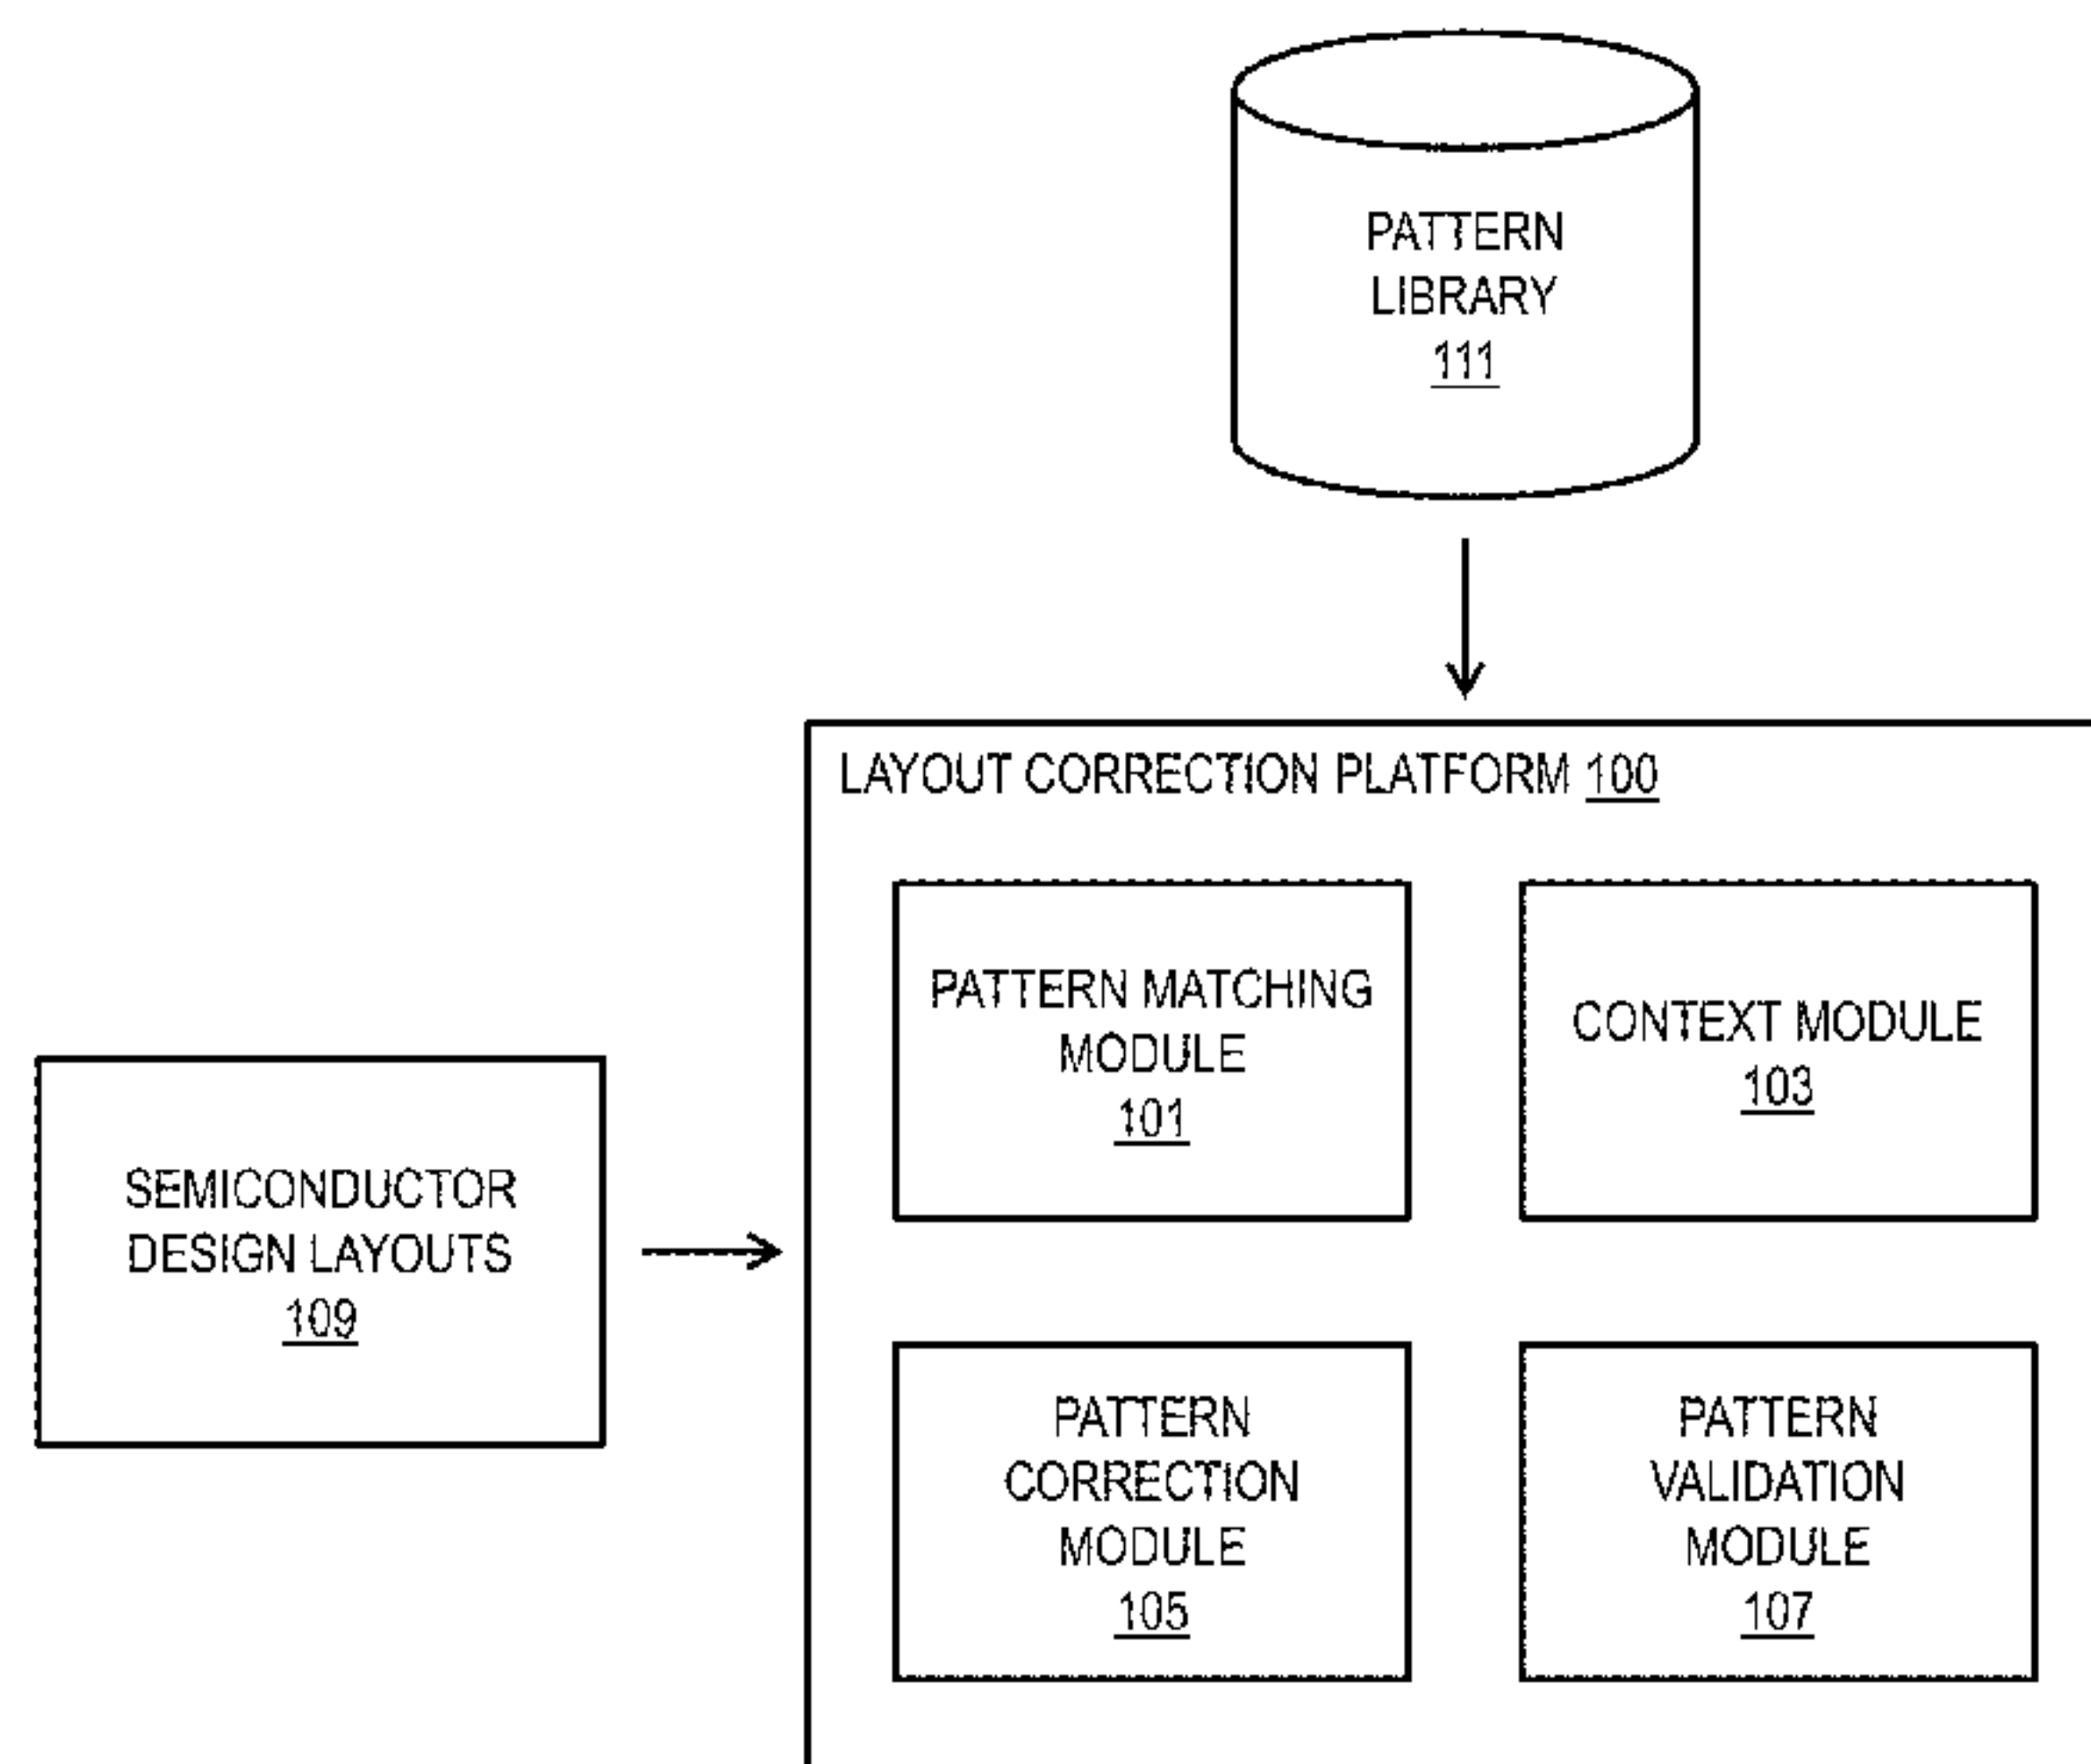 PATTERN
LIBRARY
111
LAYOUT CORRECTION PLATFORM 100
PATTERN MATCHING
MODULE
101
CONTEXT MODULE
103
SEMICONDUCTOR
DESIGN LAYOUTS
109
PATTERN
CORRECTION
MODULE
105
PATTERN
VALIDATION
MODULE
107